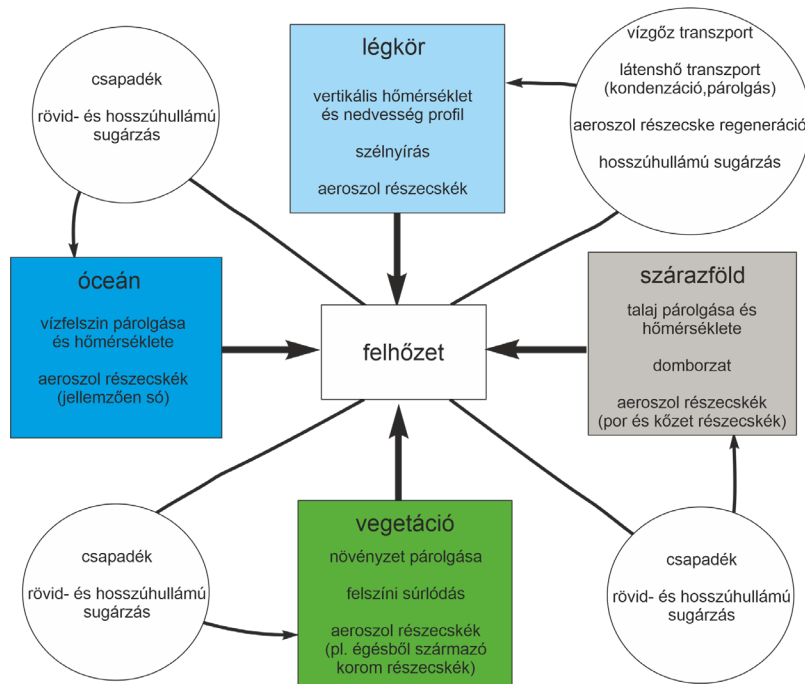 csapadék
rövid- és hosszúhullámú
sugárzás
légkör
vertikális hőmérséklet
és nedvesség profil
szélnyírás
aeroszol részecskék
vízgőz transzport
látenshő transzport
(kondenzáció,párolgás)
aeroszol részecske regeneráció
hosszúhullámú sugárzás
óceán
vízfelszin párolgása
és hőmérséklete
aeroszol részecskék
(jellemzően só)
felhőzet
szárazföld
talaj párolgása és
hőmérséklete
domborzat
aeroszol részecskék
(por és kőzet részecskék)
csapadék
rövid- és hosszúhullámú
sugárzás
vegetáció
növényzet párolgása
felszíni súrlódás
aeroszol részecskék
(pl. égésből származó
korom részecskék)
csapadék
rövid- és hosszúhullámú
sugárzás